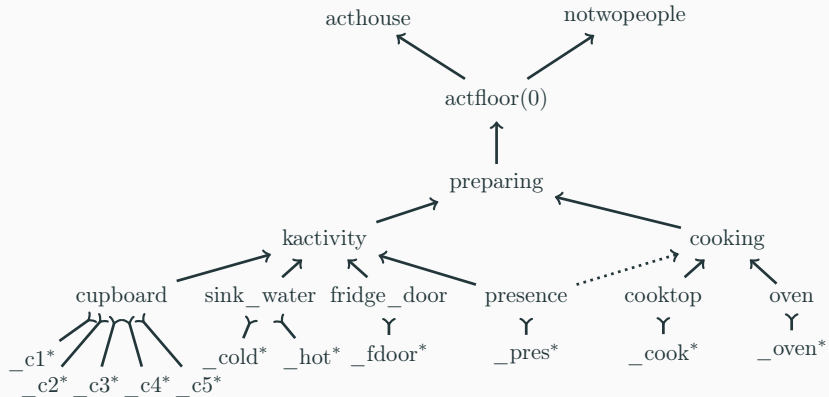 acthouse notwopeople
actfloor(0)
preparing
kactivity cooking
cupboard sink_water fridge_door presence cooktop oven
_c1* _cold* _hot* _fdoor* _pres* _cook* _oven*
_c2* _c3* _c4* _c5*